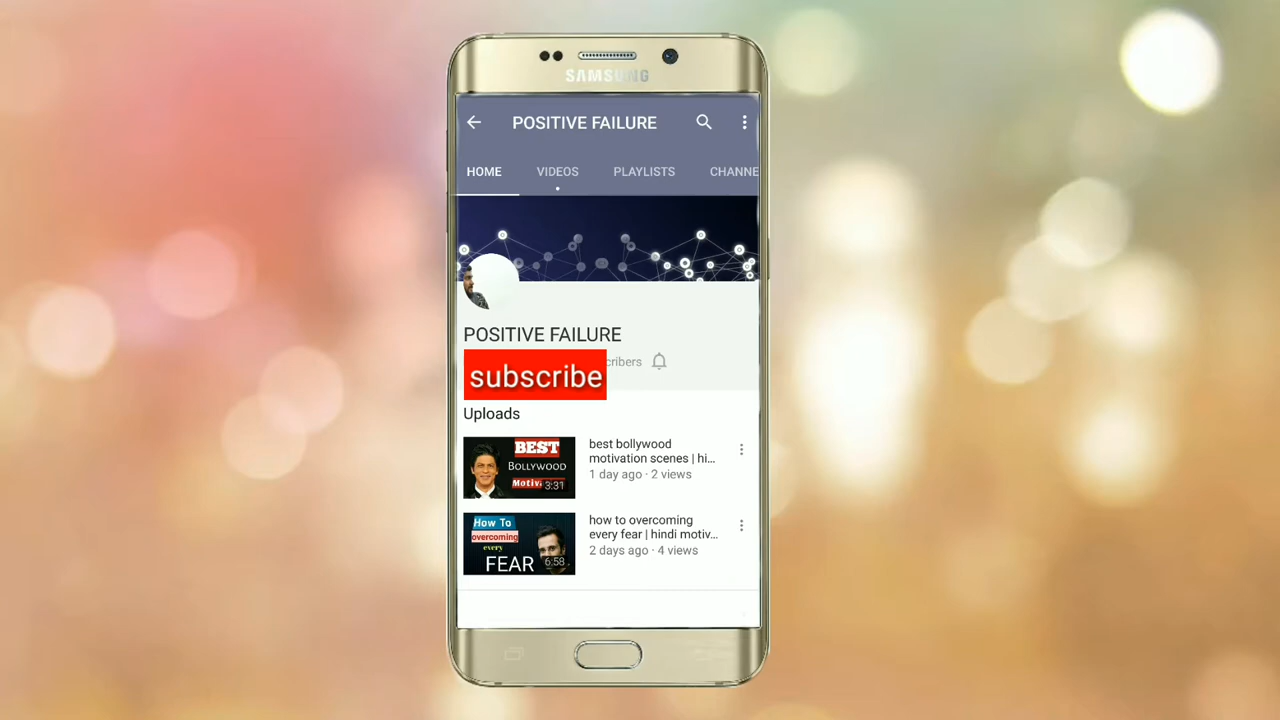 SAMSUNG
POSITIVE FAILURE
HOME VIDEOS PLAYLISTS CHANNE
POSITIVE FAILURE
subscribe
cribers
Uploads
BEST
BOLLYWOOD
Motiv
3:31
best bollywood
motivation scenes | hi...
1 day ago · 2 views
How To
overcoming
every
FEAR
6:58
how to overcoming
every fear | hindi motiv...
2 days ago · 4 views